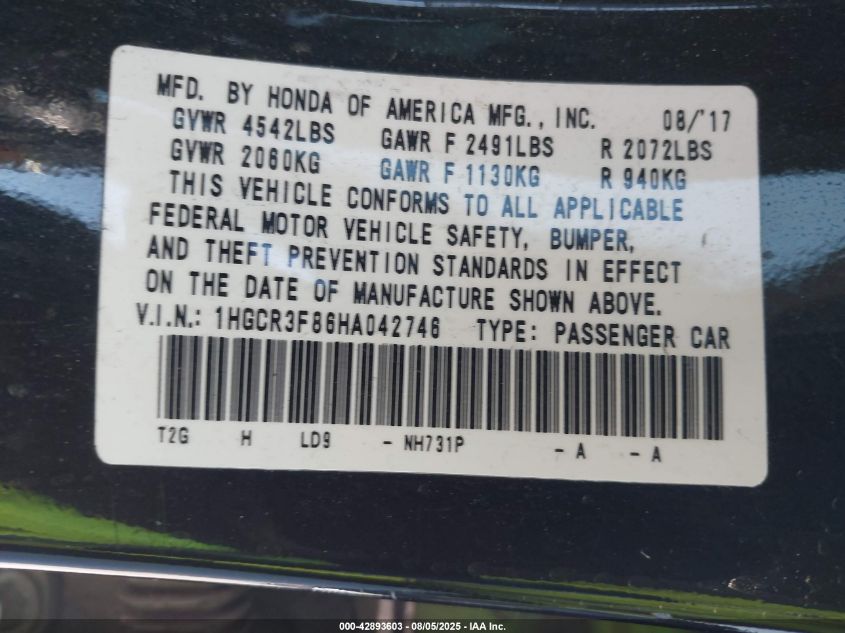 MFD. BY HONDA OF AMERICA MFG., INC. 08/'17
GVWR 4542LBS GAWR F 2491LBS R 2072LBS
GVWR 2060KG GAWR F 1130KG R 940KG
THIS VEHICLE CONFORMS TO ALL APPLICABLE
FEDERAL MOTOR VEHICLE SAFETY, BUMPER,
AND THEFT PREVENTION STANDARDS IN EFFECT
ON THE DATE OF MANUFACTURE SHOWN ABOVE.
V.I.N.: 1HGCR3F86HA042746 TYPE: PASSENGER CAR
T2G H LD9 - NH731P - A - A
000-42893603 - 08/05/2025 - IAA Inc.